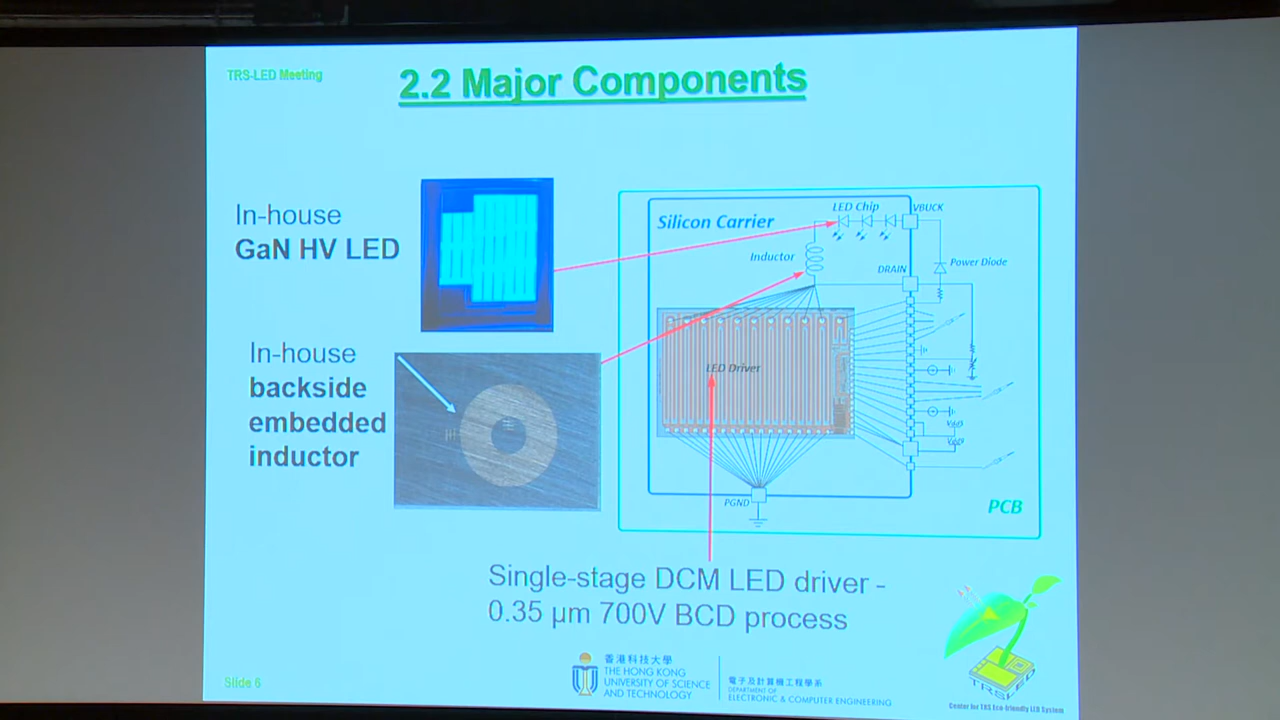 TRS-LED Meeting
2.2 Major Components
In-house
GaN HV LED
In-house
backside
embedded
inductor
Silicon Carrier
LED Chip
VBUCK
Inductor
DRAIN
Power Diode
LED Driver
PGND
PCB
Single-stage DCM LED driver -
0.35 µm 700V BCD process
香港科技大學
THE HONG KONG
UNIVERSITY OF SCIENCE
AND TECHNOLOGY
電子及計算機工程學系
DEPARTMENT OF
ELECTRONIC & COMPUTER ENGINEERING
Slide 6
TRS-LED
Center for TRS Eco-friendly LED System